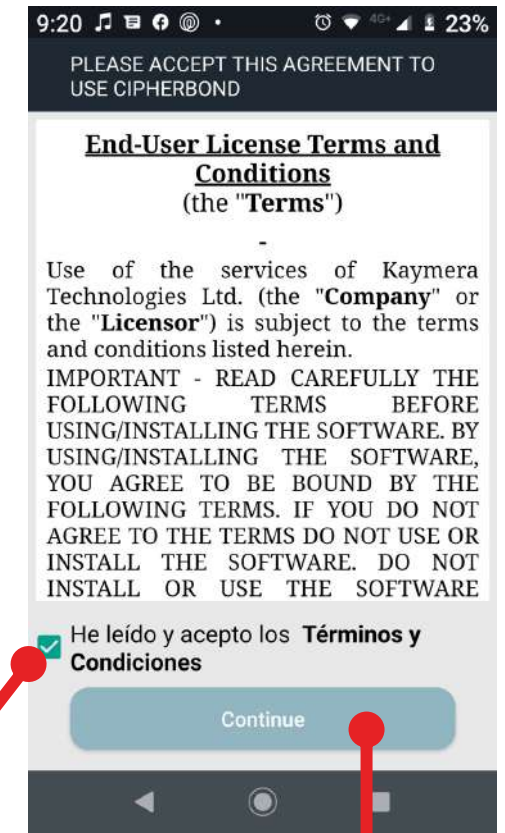 9:20 23%
4G+
PLEASE ACCEPT THIS AGREEMENT TO
USE CIPHERBOND
End-User License Terms and
Conditions
(the "Terms")
-
Use of the services of Kaymera
Technologies Ltd. (the "Company" or
the "Licensor") is subject to the terms
and conditions listed herein.
IMPORTANT - READ CAREFULLY THE
FOLLOWING TERMS BEFORE
USING/INSTALLING THE SOFTWARE. BY
USING/INSTALLING THE SOFTWARE,
YOU AGREE TO BE BOUND BY THE
FOLLOWING TERMS. IF YOU DO NOT
AGREE TO THE TERMS DO NOT USE OR
INSTALL THE SOFTWARE. DO NOT
INSTALL OR USE THE SOFTWARE
He leído y acepto los Términos y
Condiciones
Continue